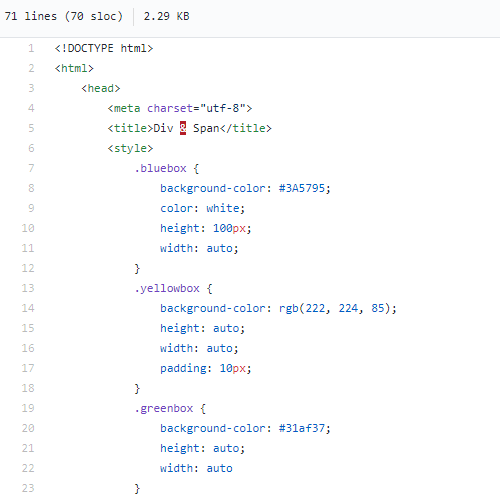 71 lines (70 sloc) 2.29 KB
1 <!DOCTYPE html>
2 <html>
3 <head>
4 <meta charset="utf-8">
5 <title>Div & Span</title>
6 <style>
7 .bluebox {
8 background-color: #3A5795;
9 color: white;
10 height: 100px;
11 width: auto;
12 }
13 .yellowbox {
14 background-color: rgb(222, 224, 85);
15 height: auto;
16 width: auto;
17 padding: 10px;
18 }
19 .greenbox {
20 background-color: #31af37;
21 height: auto;
22 width: auto
23 }